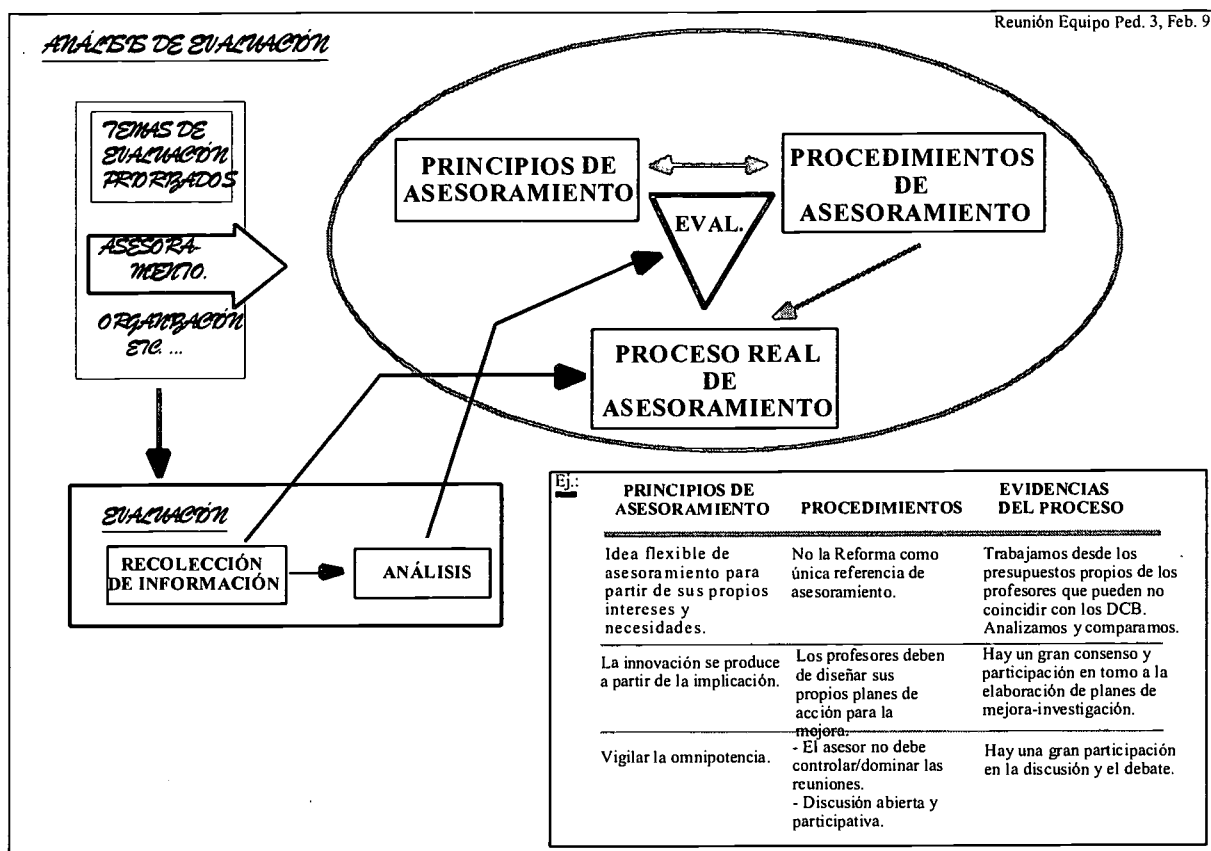 Reunión Equipo Ped. 3, Feb. 9
ANÁLISIS DE EVALUACIÓN
TEMAS DE
EVALUACIÓN
PRIORIZADOS
ASESORA-
MIENTO.
ORGANIZACIÓN
ETC. ...
PRINCIPIOS DE
ASESORAMIENTO
PROCEDIMIENTOS
DE
ASESORAMIENTO
EVAL.
PROCESO REAL
DE
ASESORAMIENTO
EVALUACIÓN
RECOLECCIÓN
DE INFORMACIÓN
ANÁLISIS
Ej.:
PRINCIPIOS DE
ASESORAMIENTO
PROCEDIMIENTOS
EVIDENCIAS
DEL PROCESO
Idea flexible de
asesoramiento para
partir de sus propios
intereses y
necesidades.
No la Reforma como
única referencia de
asesoramiento.
Trabajamos desde los
presupuestos propios de los
profesores que pueden no
coincidir con los DCB.
Analizamos y comparamos.
La innovación se produce
a partir de la implicación.
Los profesores deben
de diseñar sus
propios planes de
acción para la
mejora.
Hay un gran consenso y
participación en torno a la
elaboración de planes de
mejora-investigación.
Vigilar la omnipotencia.
- El asesor no debe
controlar/dominar las
reuniones.
- Discusión abierta y
participativa.
Hay una gran participación
en la discusión y el debate.